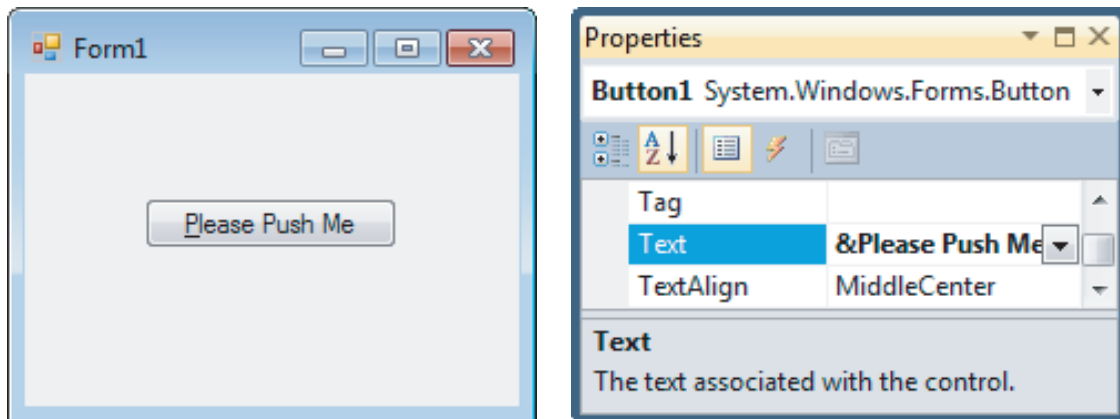 Form1
Please Push Me
Properties
Button1 System.Windows.Forms.Button
A
Z
Tag
Text &Please Push Me
TextAlign MiddleCenter
Text
The text associated with the control.